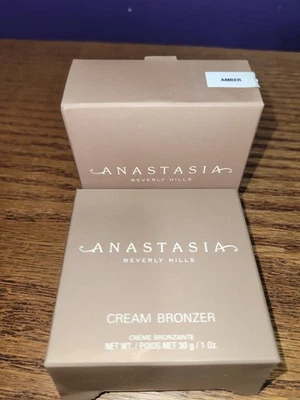 AMBER
ANASTASIA
BEVERLY HILLS
ANASTASIA
BEVERLY HILLS
CREAM BRONZER
CRÈME BRONZANTE
NET WT. / POIDS NET 30 g / 1 Oz.